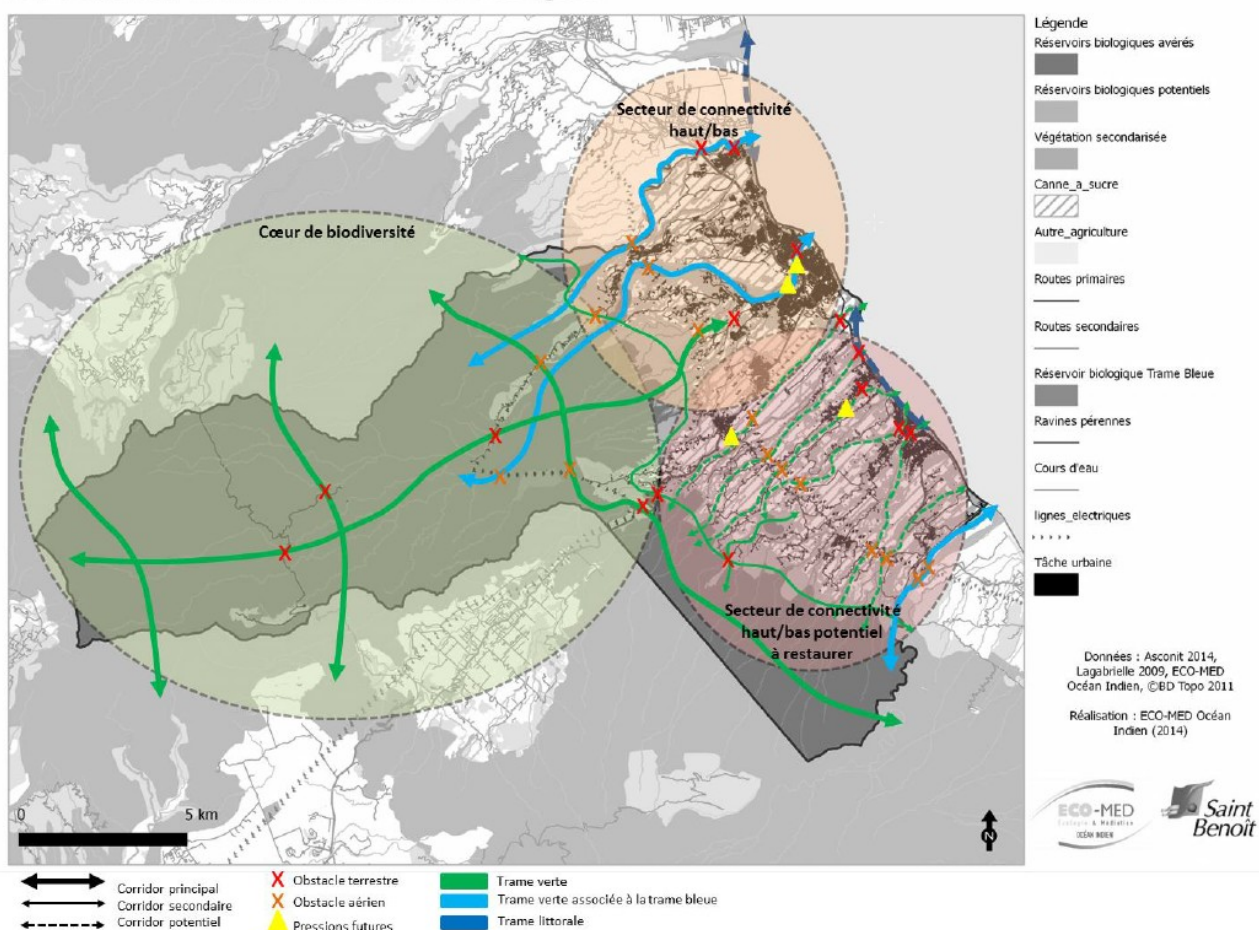 Secteur de connectivité
haut/bas
Cœur de biodiversité
Secteur de connectivité
haut/bas potentiel
à restaurer
0
5 km
N
Légende
Réservoirs biologiques avérés
Réservoirs biologiques potentiels
Végétation secondarisée
Canne_a_sucre
Autre_agriculture
Routes primaires
Routes secondaires
Réservoir biologique Trame Bleue
Ravines pérennes
Cours d'eau
lignes_electriques
Tâche urbaine
Données : Asconit 2014,
Lagabrielle 2009, ECO-MED
Océan Indien, ©BD Topo 2011
Réalisation : ECO-MED Océan
Indien (2014)
ECO-MED
Ecologie & Médiation
OCÉAN INDIEN
Saint
Benoît
Corridor principal
Corridor secondaire
Corridor potentiel
Obstacle terrestre
Obstacle aérien
Pressions futures
Trame verte
Trame verte associée à la trame bleue
Trame littorale